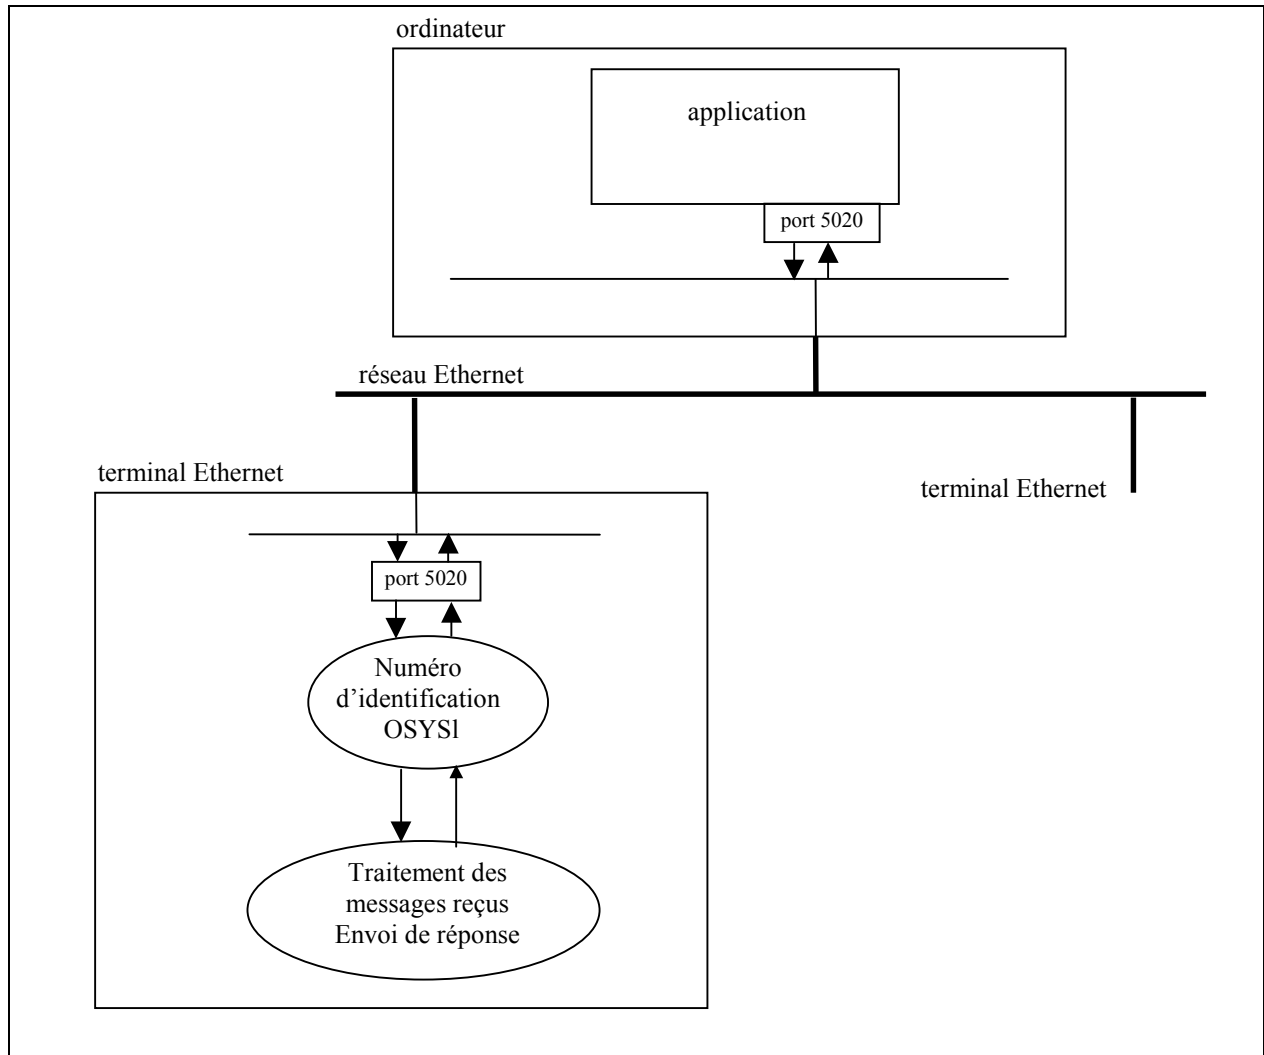 ordinateur
application
port 5020
réseau Ethernet
terminal Ethernet
terminal Ethernet
port 5020
Numéro
d’identification
OSYSl
Traitement des
messages reçus
Envoi de réponse